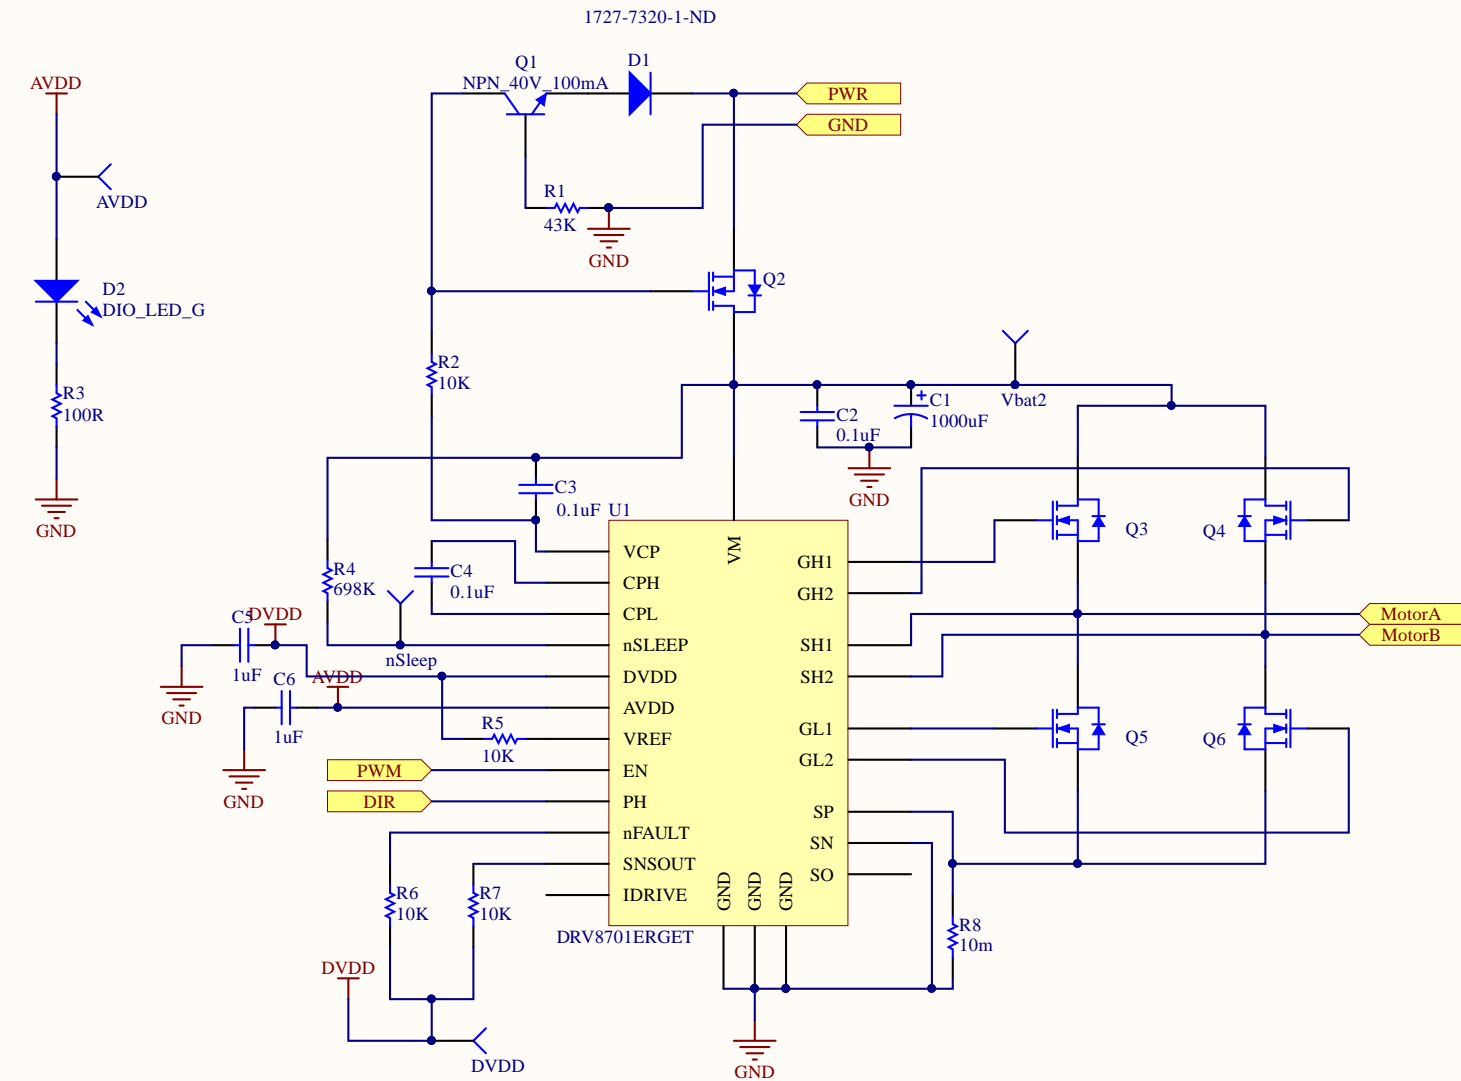 1727-7320-1-ND
Q1
NPN_40V_100mA
D1
PWR
GND
AVDD
AVDD
R1
43K
GND
D2
DIO_LED_G
Q2
R2
10K
R3
100R
GND
C2
0.1uF
C1
1000uF
Vbat2
GND
C3
0.1uF
U1
VM
VCP
CPH
CPL
nSLEEP
DVDD
AVDD
VREF
EN
PH
nFAULT
SNSOUT
IDRIVE
GH1
GH2
SH1
SH2
GL1
GL2
SP
SN
SO
GND
GND
GND
DRV8701ERGET
Q3
Q4
MotorA
MotorB
Q5
Q6
R4
698K
C4
0.1uF
C5
DVDD
1uF
GND
nSleep
C6
AVDD
1uF
GND
R5
10K
PWM
DIR
R6
10K
R7
10K
DVDD
DVDD
R8
10m
GND